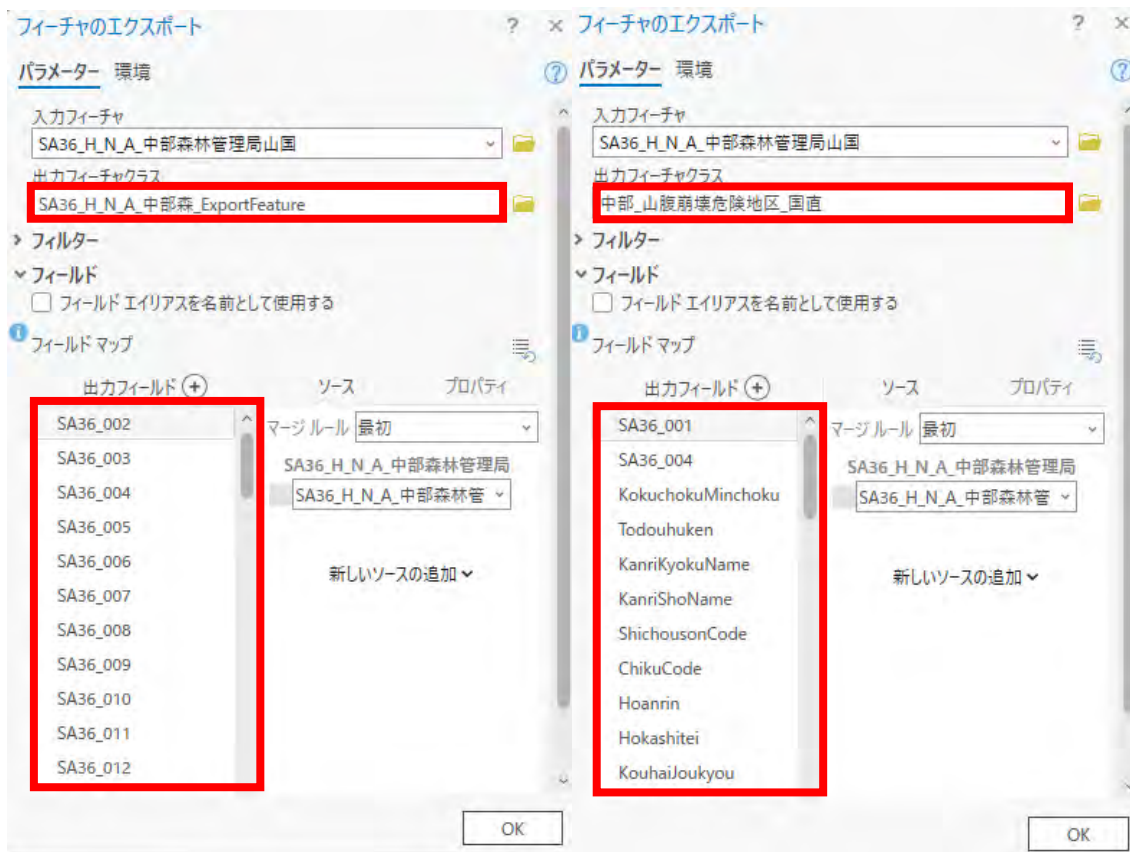 フィーチャのエクスポート ? ×
パラメーター 環境 ?
入力フィーチャ
SA36_H_N_A_中部森林管理局山国
出力フィーチャクラス
SA36_H_N_A_中部森_ExportFeature
フィルター
フィールド
フィールド エイリアスを名前として使用する
フィールド マップ
出力フィールド ソース プロパティ
SA36_002
SA36_003
SA36_004
SA36_005
SA36_006
SA36_007
SA36_008
SA36_009
SA36_010
SA36_011
SA36_012
マージ ルール 最初
SA36_H_N_A_中部森林管理局
SA36_H_N_A_中部森林管
新しいソースの追加
OK
フィーチャのエクスポート ? ×
パラメーター 環境 ?
入力フィーチャ
SA36_H_N_A_中部森林管理局山国
出力フィーチャクラス
中部_山腹崩壊危険地区_国直
フィルター
フィールド
フィールド エイリアスを名前として使用する
フィールド マップ
出力フィールド ソース プロパティ
SA36_001
SA36_004
KokuchokuMinchoku
Todouhuken
KanriKyokuName
KanriShoName
ShichousonCode
ChikuCode
Hoanrin
Hokashitei
KouhaiJoukyou
マージ ルール 最初
SA36_H_N_A_中部森林管理局
SA36_H_N_A_中部森林管
新しいソースの追加
OK